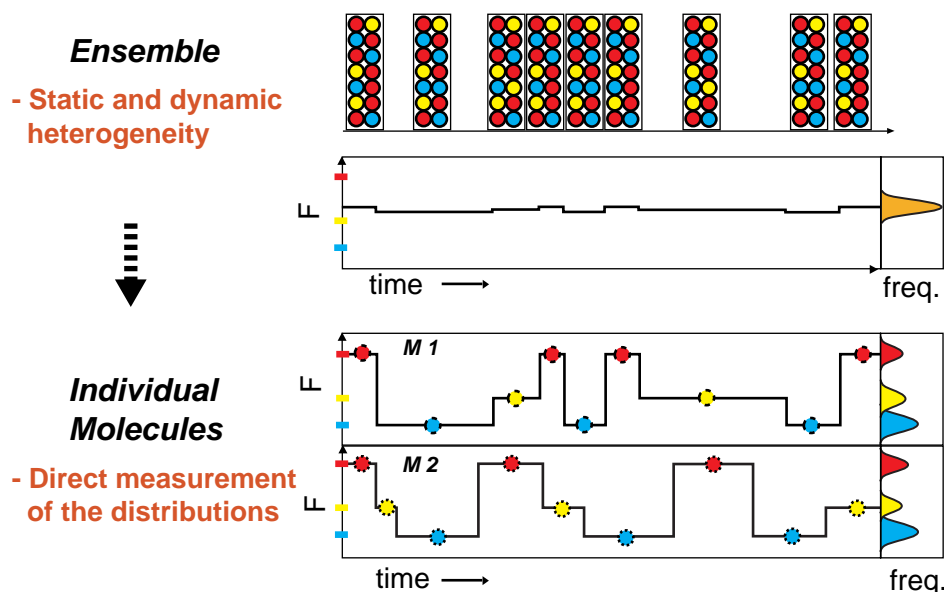 Ensemble
- Static and dynamic
heterogeneity
F
time
freq.
Individual
Molecules
- Direct measurement
of the distributions
F
M 1
F
M 2
time
freq.